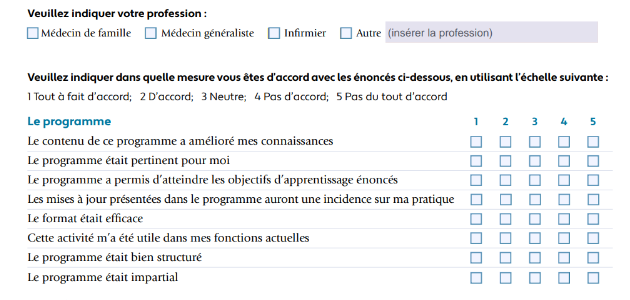 Veuillez indiquer votre profession :
Médecin de famille Médecin généraliste Infirmier Autre (insérer la profession)
Veuillez indiquer dans quelle mesure vous êtes d'accord avec les énoncés ci-dessous, en utilisant l'échelle suivante :
1 Tout à fait d'accord; 2 D'accord; 3 Neutre; 4 Pas d'accord; 5 Pas du tout d'accord
Le programme 1 2 3 4 5
Le contenu de ce programme a amélioré mes connaissances
Le programme était pertinent pour moi
Le programme a permis d'atteindre les objectifs d'apprentissage énoncés
Les mises à jour présentées dans le programme auront une incidence sur ma pratique
Le format était efficace
Cette activité m'a été utile dans mes fonctions actuelles
Le programme était bien structuré
Le programme était impartial